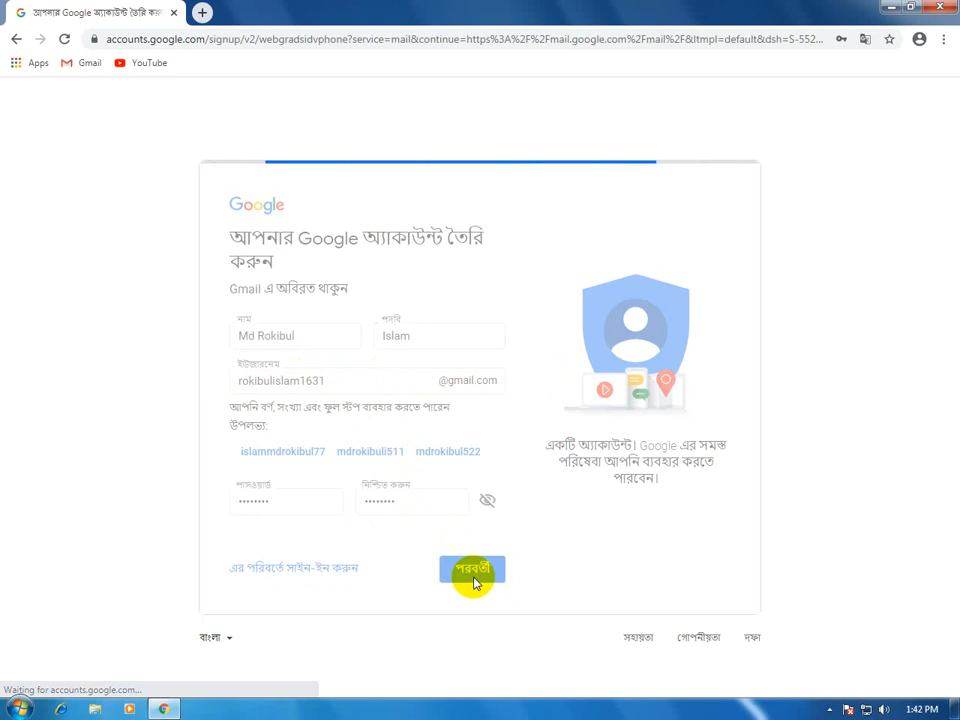 আপনার Google অ্যাকাউন্ট তৈরি কর
accounts.google.com/signup/v2/webgradsidvphone?service=mail&continue=https%3A%2F%2Fmail.google.com%2Fmail%2F&ltmpl=default&dsh=S-552...
Apps Gmail YouTube
Google
আপনার Google অ্যাকাউন্ট তৈরি
করুন
Gmail এ অবিরত থাকুন
নাম পদবি
Md Rokibul Islam
ইউজারনেম
rokibulislam1631 @gmail.com
আপনি বর্ণ, সংখ্যা এবং ফুল স্টপ ব্যবহার করতে পারেন
উপলভ্য:
islammdrokibul77 mdrokibuli511 mdrokibul522
পাসওয়ার্ড নিশ্চিত করুন
•••••••• ••••••••
একটি অ্যাকাউন্ট। Google এর সমস্ত
পরিষেবা আপনি ব্যবহার করতে
পারবেন।
এর পরিবর্তে সাইন-ইন করুন পরবর্তী
বাংলা সহায়তা গোপনীয়তা দফা
Waiting for accounts.google.com...
1:42 PM